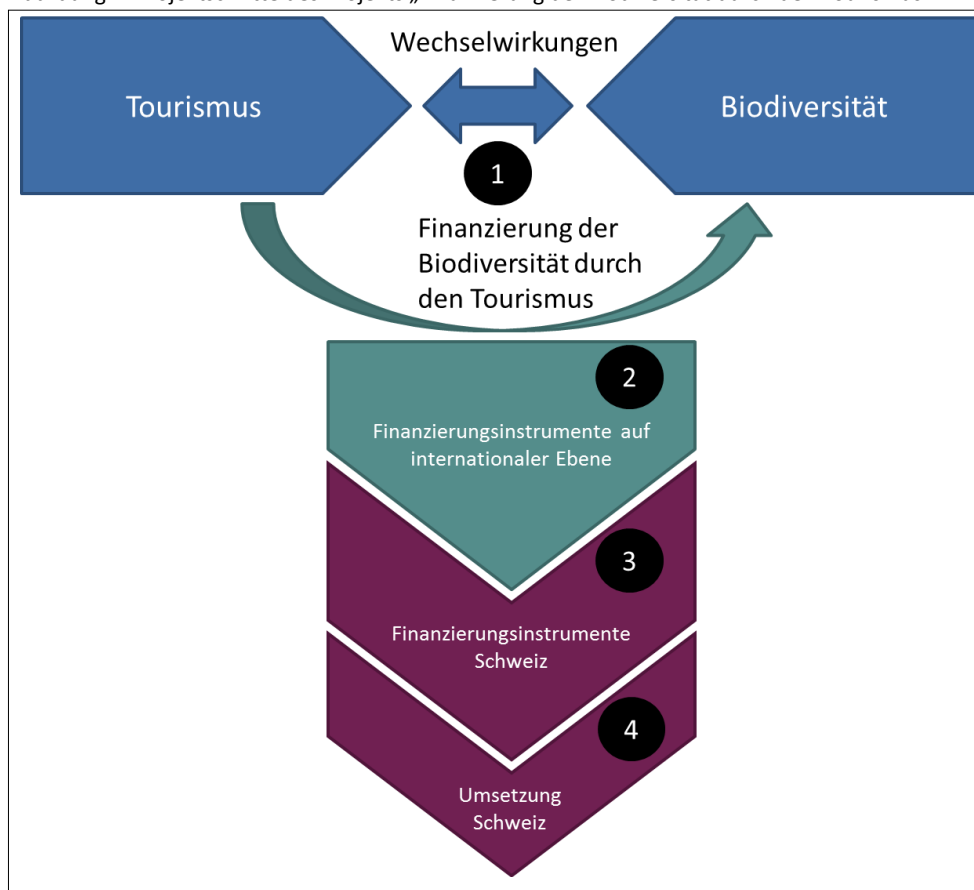 Wechselwirkungen
Tourismus
Biodiversität
1
Finanzierung der
Biodiversität durch
den Tourismus
2
Finanzierungsinstrumente auf
internationaler Ebene
3
Finanzierungsinstrumente
Schweiz
4
Umsetzung
Schweiz